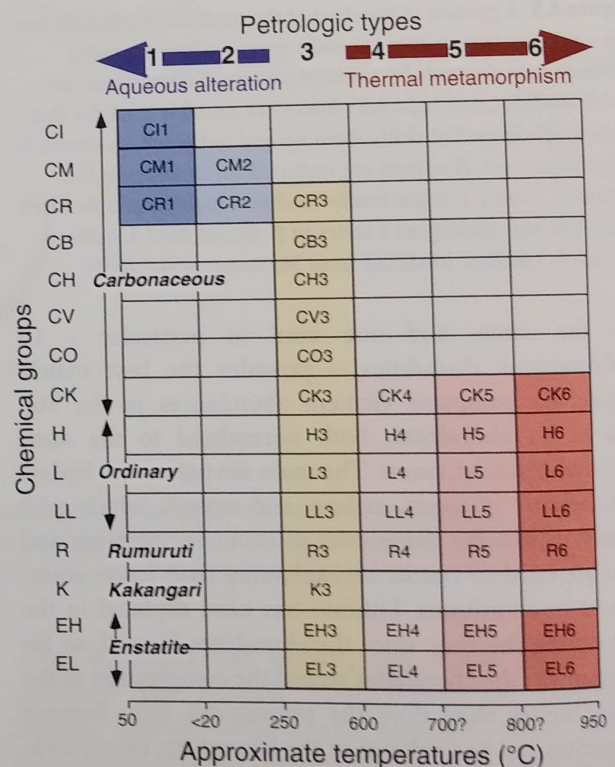 Petrologic types
1 2 3 4 5 6
Aqueous alteration Thermal metamorphism
Chemical groups
CI CI1
CM CM1 CM2
CR CR1 CR2 CR3
CB CB3
CH Carbonaceous CH3
CV CV3
CO CO3
CK CK3 CK4 CK5 CK6
H H3 H4 H5 H6
L Ordinary L3 L4 L5 L6
LL LL3 LL4 LL5 LL6
R Rumuruti R3 R4 R5 R6
K Kakangari K3
EH EH3 EH4 EH5 EH6
Enstatite
EL EL3 EL4 EL5 EL6
50 <20 250 600 700? 800? 950
Approximate temperatures (°C)